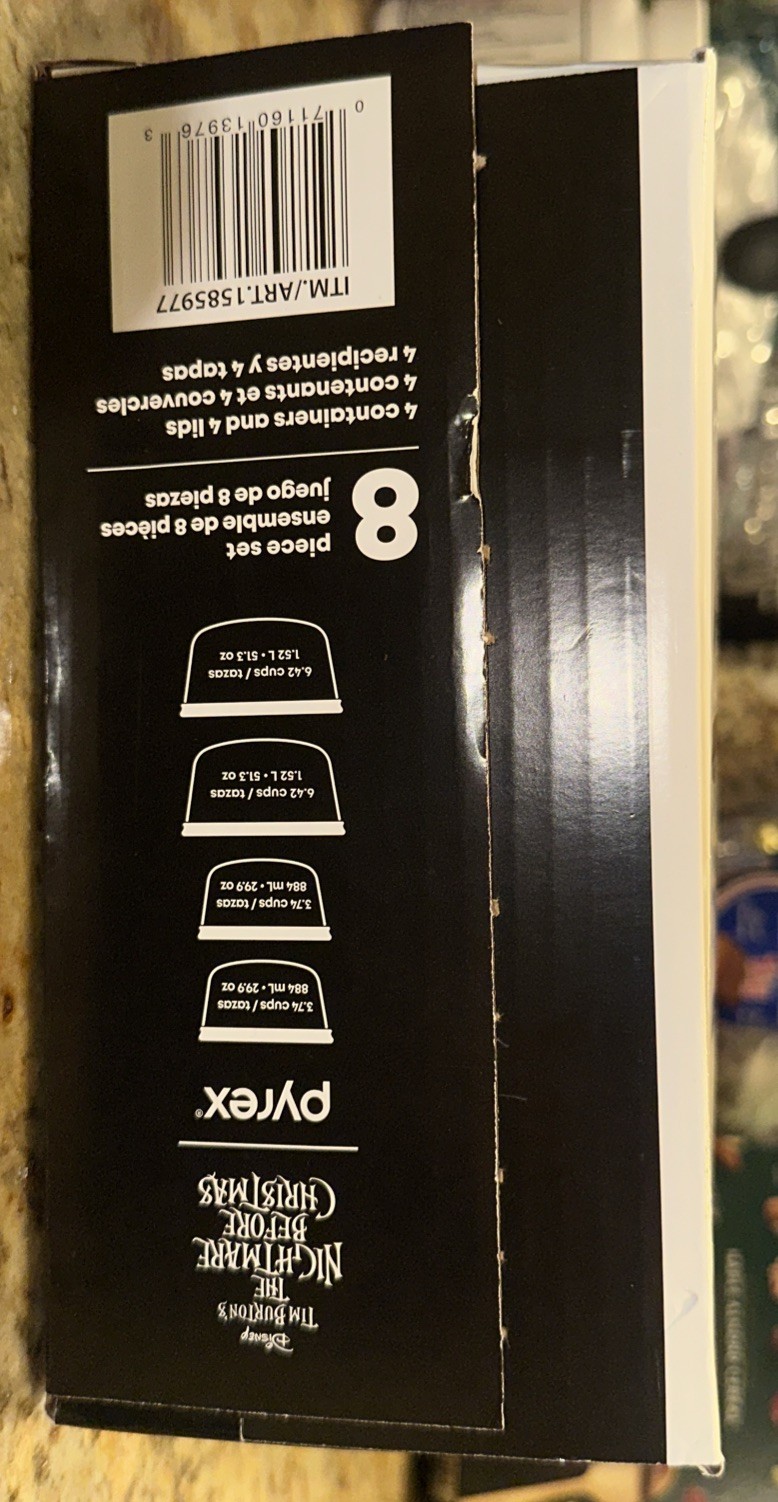 Disney
TIM BURTON'S
THE
NIGHTMARE
BEFORE
CHRISTMAS
pyrex®
3.74 cups / tazas
884 mL • 29.9 oz
3.74 cups / tazas
884 mL • 29.9 oz
6.42 cups / tazas
1.52 L • 51.3 oz
6.42 cups / tazas
1.52 L • 51.3 oz
8
piece set
ensemble de 8 pièces
juego de 8 piezas
4 containers and 4 lids
4 contenants et 4 couvercles
4 recipientes y 4 tapas
ITM./ART.1585977
0 71160 13976 3